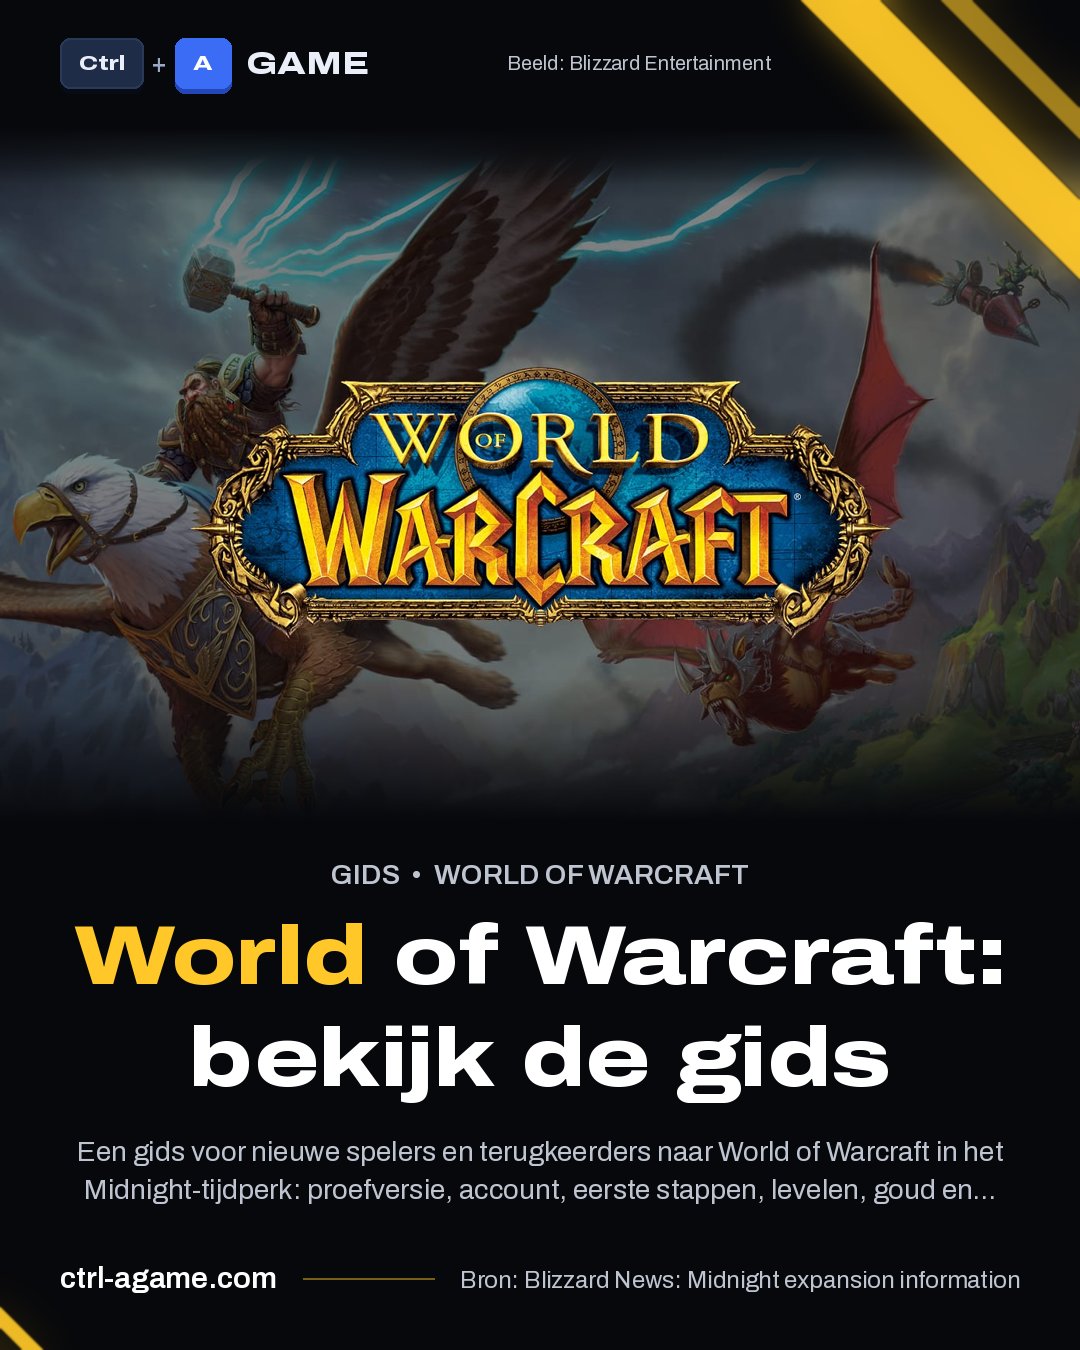 Ctrl + A GAME
Beeld: Blizzard Entertainment
WORLD OF
WARCRAFT ®
GIDS • WORLD OF WARCRAFT
World of Warcraft:
bekijk de gids
Een gids voor nieuwe spelers en terugkeerders naar World of Warcraft in het
Midnight-tijdperk: proefversie, account, eerste stappen, levelen, goud en...
ctrl-agame.com
Bron: Blizzard News: Midnight expansion information